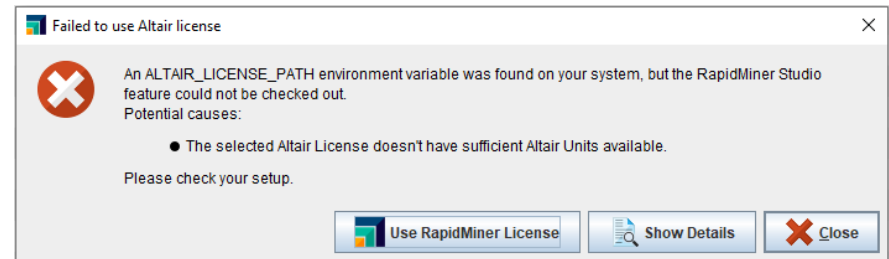 Failed to use Altair license
An ALTAIR_LICENSE_PATH environment variable was found on your system, but the RapidMiner Studio
feature could not be checked out.
Potential causes:
● The selected Altair License doesn't have sufficient Altair Units available.
Please check your setup.
Use RapidMiner License
Show Details
Close